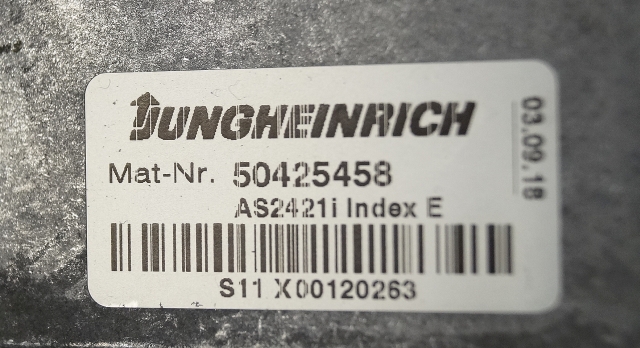 JUNGHEINRICH
Mat-Nr. 50425458
AS2421i Index E
S11 X00120263
03.09.18